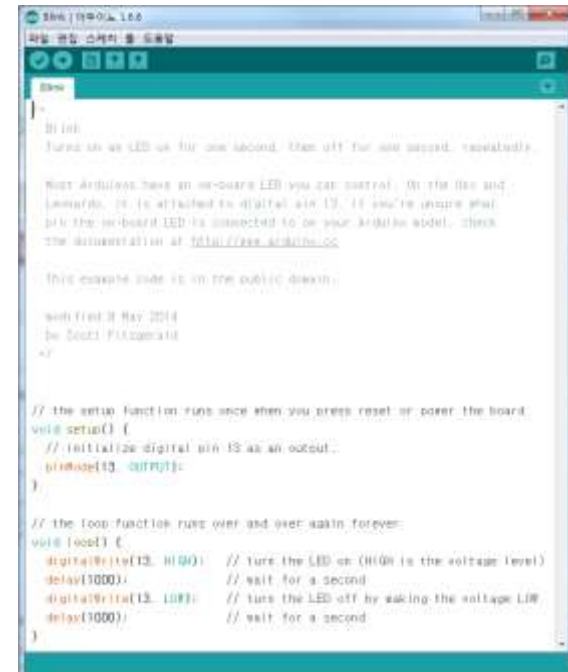 Blink | 아두이노 1.6.6
파일 편집 스케치 툴 도움말
Blink
Blink
Turns on an LED on for one second, then off for one second, repeatedly.
Most Arduinos have an on-board LED you can control. On the Uno and
Leonardo, it is attached to digital pin 13. If you're unsure what
pin the on-board LED is connected to on your Arduino model, check
the documentation at http://www.arduino.cc
This example code is in the public domain.
modified 8 May 2014
by Scott Fitzgerald
*/
// the setup function runs once when you press reset or power the board
void setup() {
// initialize digital pin 13 as an output.
pinMode(13, OUTPUT);
}
// the loop function runs over and over again forever
void loop() {
digitalWrite(13, HIGH); // turn the LED on (HIGH is the voltage level)
delay(1000); // wait for a second
digitalWrite(13, LOW); // turn the LED off by making the voltage LOW
delay(1000); // wait for a second
}